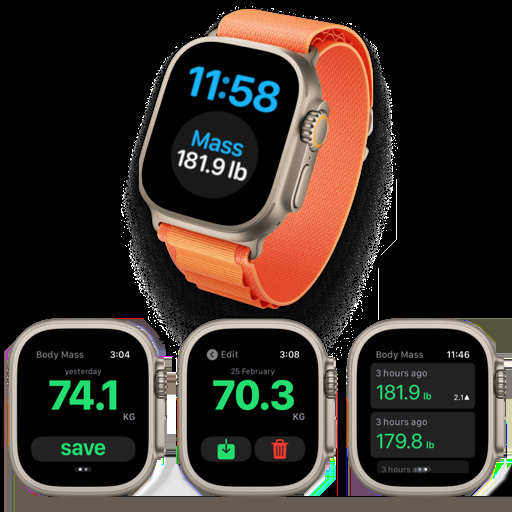 11:58
Mass
181.9 lb
Body Mass 3:04
yesterday
74.1
KG
save
Edit 3:08
25 February
70.3
KG
Body Mass 11:46
3 hours ago
181.9 lb 2.1▲
3 hours ago
179.8 lb
3 hours ago